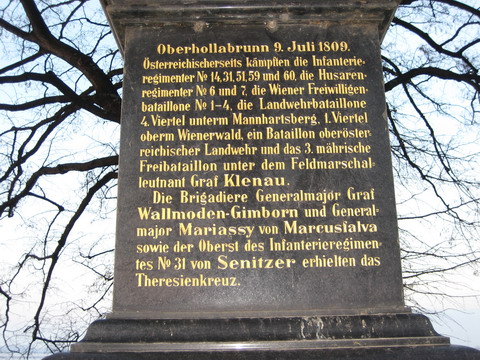 Oberhollabrunn 9. Juli 1809.
Österreichischerseits kämpften die Infanterie-
regimenter No 14, 31, 51, 59 und 60, die Husaren-
regimenter No 6 und 7, die Wiener Freiwilligen-
bataillone No 1–4, die Landwehrbataillone
4. Viertel unterm Mannhartsberg, 1. Viertel
oberm Wienerwald, ein Bataillon oberöster-
reichischer Landwehr und das 3. mährische
Freibataillon unter dem Feldmarschal-
leutnant Graf Klenau.
Die Brigadiere Generalmajor Graf
Wallmoden-Gimborn und General-
major Mariassy von Marcusfalva
sowie der Oberst des Infanterieregimen-
tes No 31 von Senitzer erhielten das
Theresienkreuz.